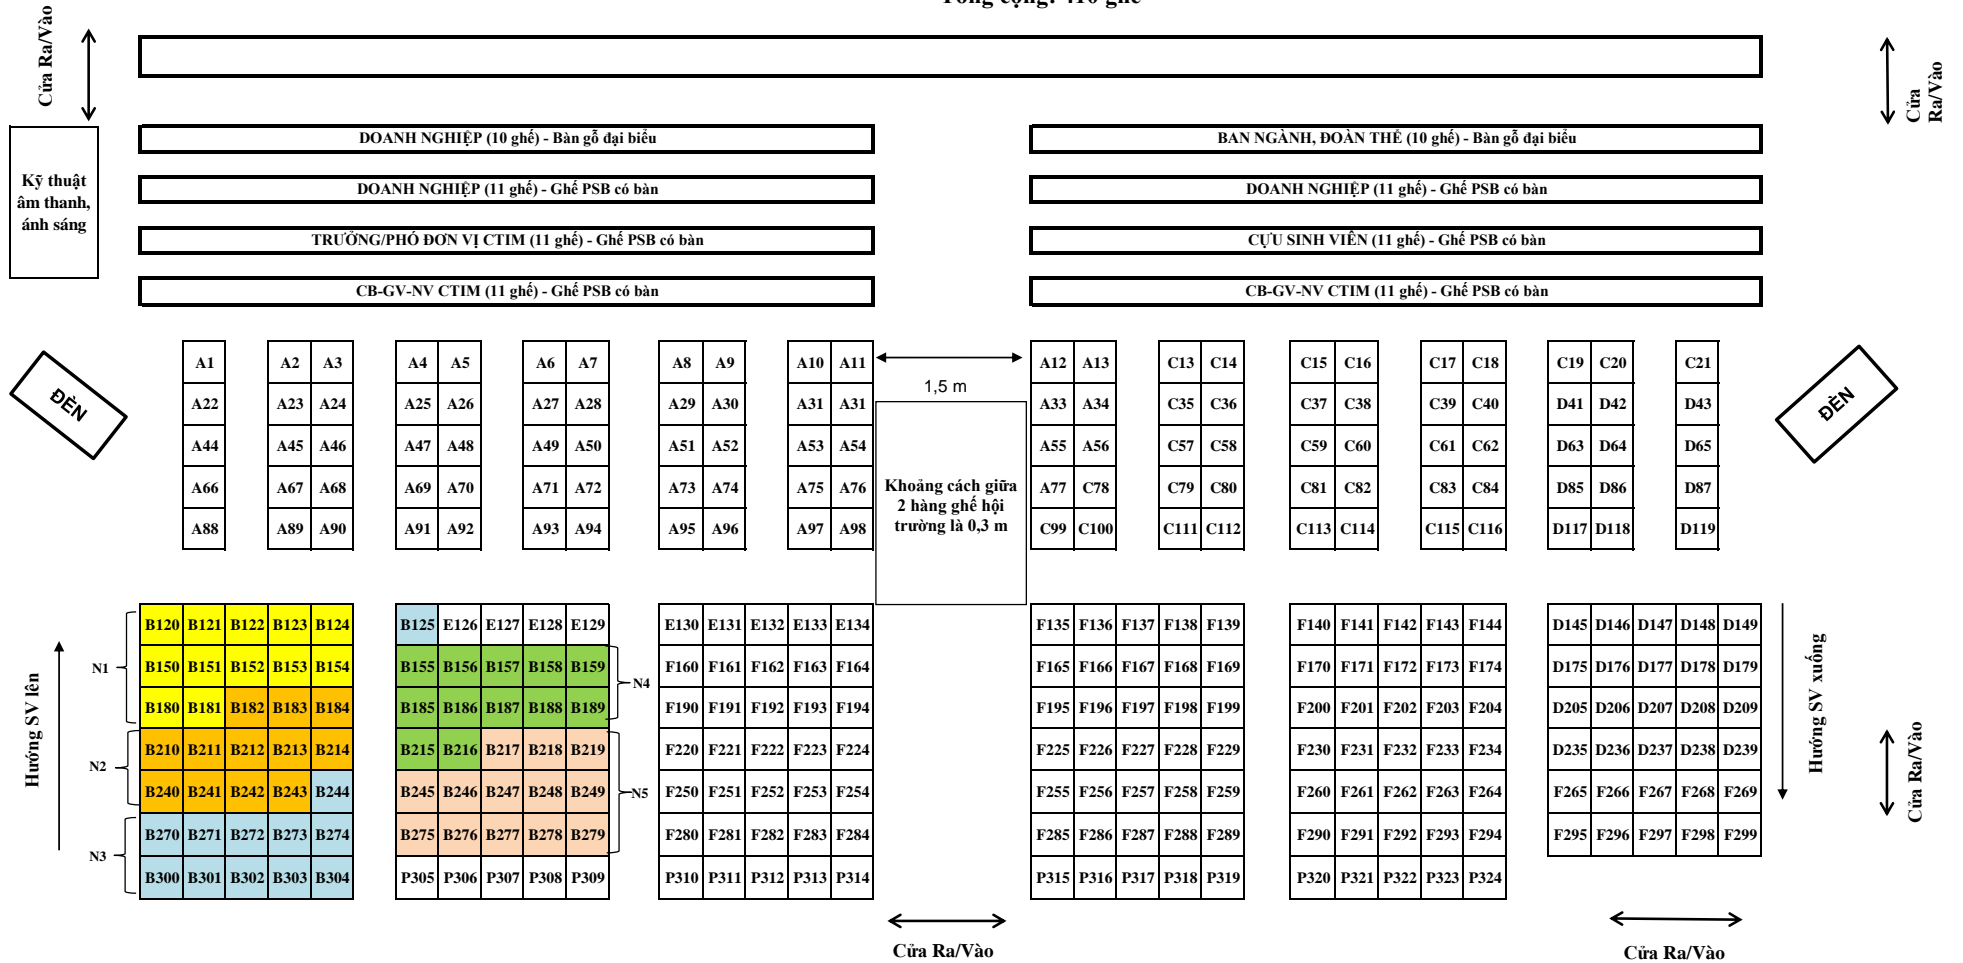 Tổng cộng: 410 ghế
Cửa Ra/Vào
Cửa
Ra/Vào
DOANH NGHIỆP (10 ghế) - Bàn gỗ đại biểu
BAN NGÀNH, ĐOÀN THỂ (10 ghế) - Bàn gỗ đại biểu
Kỹ thuật
âm thanh,
ánh sáng
DOANH NGHIỆP (11 ghế) - Ghế PSB có bàn
DOANH NGHIỆP (11 ghế) - Ghế PSB có bàn
TRƯỞNG/PHÓ ĐƠN VỊ CTIM (11 ghế) - Ghế PSB có bàn
CỰU SINH VIÊN (11 ghế) - Ghế PSB có bàn
CB-GV-NV CTIM (11 ghế) - Ghế PSB có bàn
CB-GV-NV CTIM (11 ghế) - Ghế PSB có bàn
ĐÈN
ĐÈN
A1 A2 A3 A4 A5 A6 A7 A8 A9 A10 A11 A12 A13 C13 C14 C15 C16 C17 C18 C19 C20 C21
1,5 m
A22 A23 A24 A25 A26 A27 A28 A29 A30 A31 A31 A33 A34 C35 C36 C37 C38 C39 C40 D41 D42 D43
A44 A45 A46 A47 A48 A49 A50 A51 A52 A53 A54 A55 A56 C57 C58 C59 C60 C61 C62 D63 D64 D65
A66 A67 A68 A69 A70 A71 A72 A73 A74 A75 A76 A77 C78 C79 C80 C81 C82 C83 C84 D85 D86 D87
A88 A89 A90 A91 A92 A93 A94 A95 A96 A97 A98 C99 C100 C111 C112 C113 C114 C115 C116 D117 D118 D119
Khoảng cách giữa
2 hàng ghế hội
trường là 0,3 m
B120 B121 B122 B123 B124 B125 E126 E127 E128 E129 E130 E131 E132 E133 E134 F135 F136 F137 F138 F139 F140 F141 F142 F143 F144 D145 D146 D147 D148 D149
B150 B151 B152 B153 B154 B155 B156 B157 B158 B159 F160 F161 F162 F163 F164 F165 F166 F167 F168 F169 F170 F171 F172 F173 F174 D175 D176 D177 D178 D179
B180 B181 B182 B183 B184 B185 B186 B187 B188 B189 F190 F191 F192 F193 F194 F195 F196 F197 F198 F199 F200 F201 F202 F203 F204 D205 D206 D207 D208 D209
B210 B211 B212 B213 B214 B215 B216 B217 B218 B219 F220 F221 F222 F223 F224 F225 F226 F227 F228 F229 F230 F231 F232 F233 F234 D235 D236 D237 D238 D239
B240 B241 B242 B243 B244 B245 B246 B247 B248 B249 F250 F251 F252 F253 F254 F255 F256 F257 F258 F259 F260 F261 F262 F263 F264 F265 F266 F267 F268 F269
B270 B271 B272 B273 B274 B275 B276 B277 B278 B279 F280 F281 F282 F283 F284 F285 F286 F287 F288 F289 F290 F291 F292 F293 F294 F295 F296 F297 F298 F299
B300 B301 B302 B303 B304 P305 P306 P307 P308 P309 P310 P311 P312 P313 P314 P315 P316 P317 P318 P319 P320 P321 P322 P323 P324
N1
N2
N3
N4
N5
Hướng SV lên
Hướng SV xuống
Cửa Ra/Vào
Cửa Ra/Vào
Cửa Ra/Vào